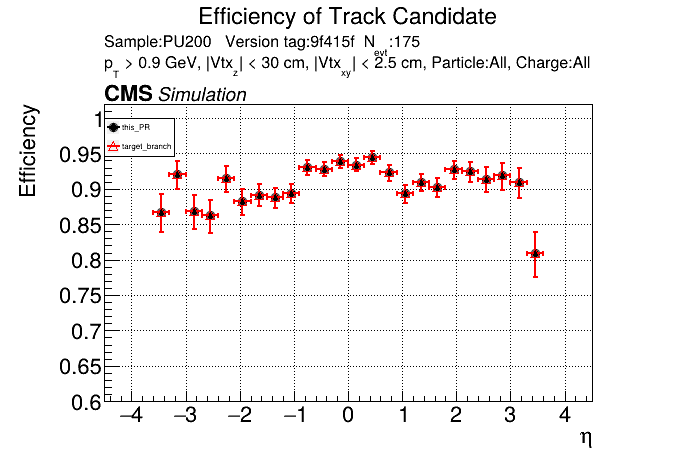 Efficiency of Track Candidate
Sample:PU200 Version tag:9f415f N_evt:175
p_T > 0.9 GeV, |Vtx_z| < 30 cm, |Vtx_xy| < 2.5 cm, Particle:All, Charge:All
CMS Simulation
Efficiency
1
this_PR
target_branch
0.95
0.9
0.85
0.8
0.75
0.7
0.65
0.6
−4 −3 −2 −1 0 1 2 3 4
η